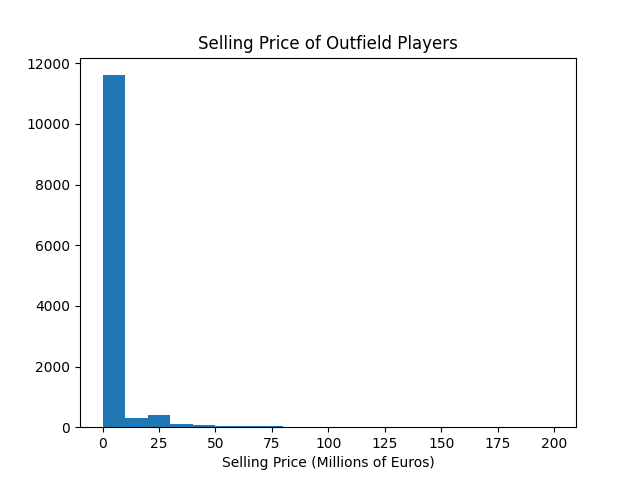 Selling Price of Outfield Players
12000
10000
8000
6000
4000
2000
0
0 25 50 75 100 125 150 175 200
Selling Price (Millions of Euros)